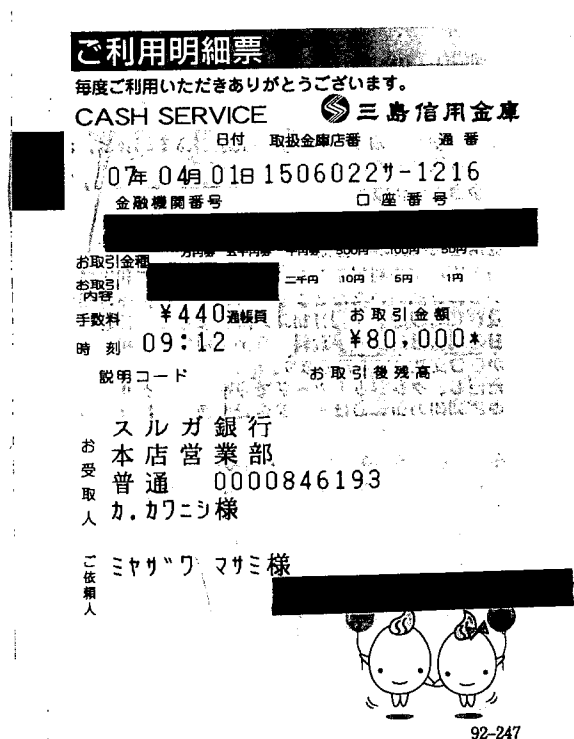 ご利用明細票
毎度ご利用いただきありがとうございます。
CASH SERVICE 三島信用金庫
日付 取扱金庫店番 通番
07年 04月 01日 1506022サ-1216
金融機関番号 口座番号
お取引金種 万円券 五千円券 千円券 500円 100円 50円
お取引内容 二千円 10円 5円 1円
手数料 ¥440 通帳頁 お取引金額
時刻 09:12 ¥80,000*
説明コード お取引後残高
お受取人
スルガ銀行
本店営業部
普通 0000846193
カ.カワニシ様
ご依頼人
ミヤザワ マサミ様
92-247